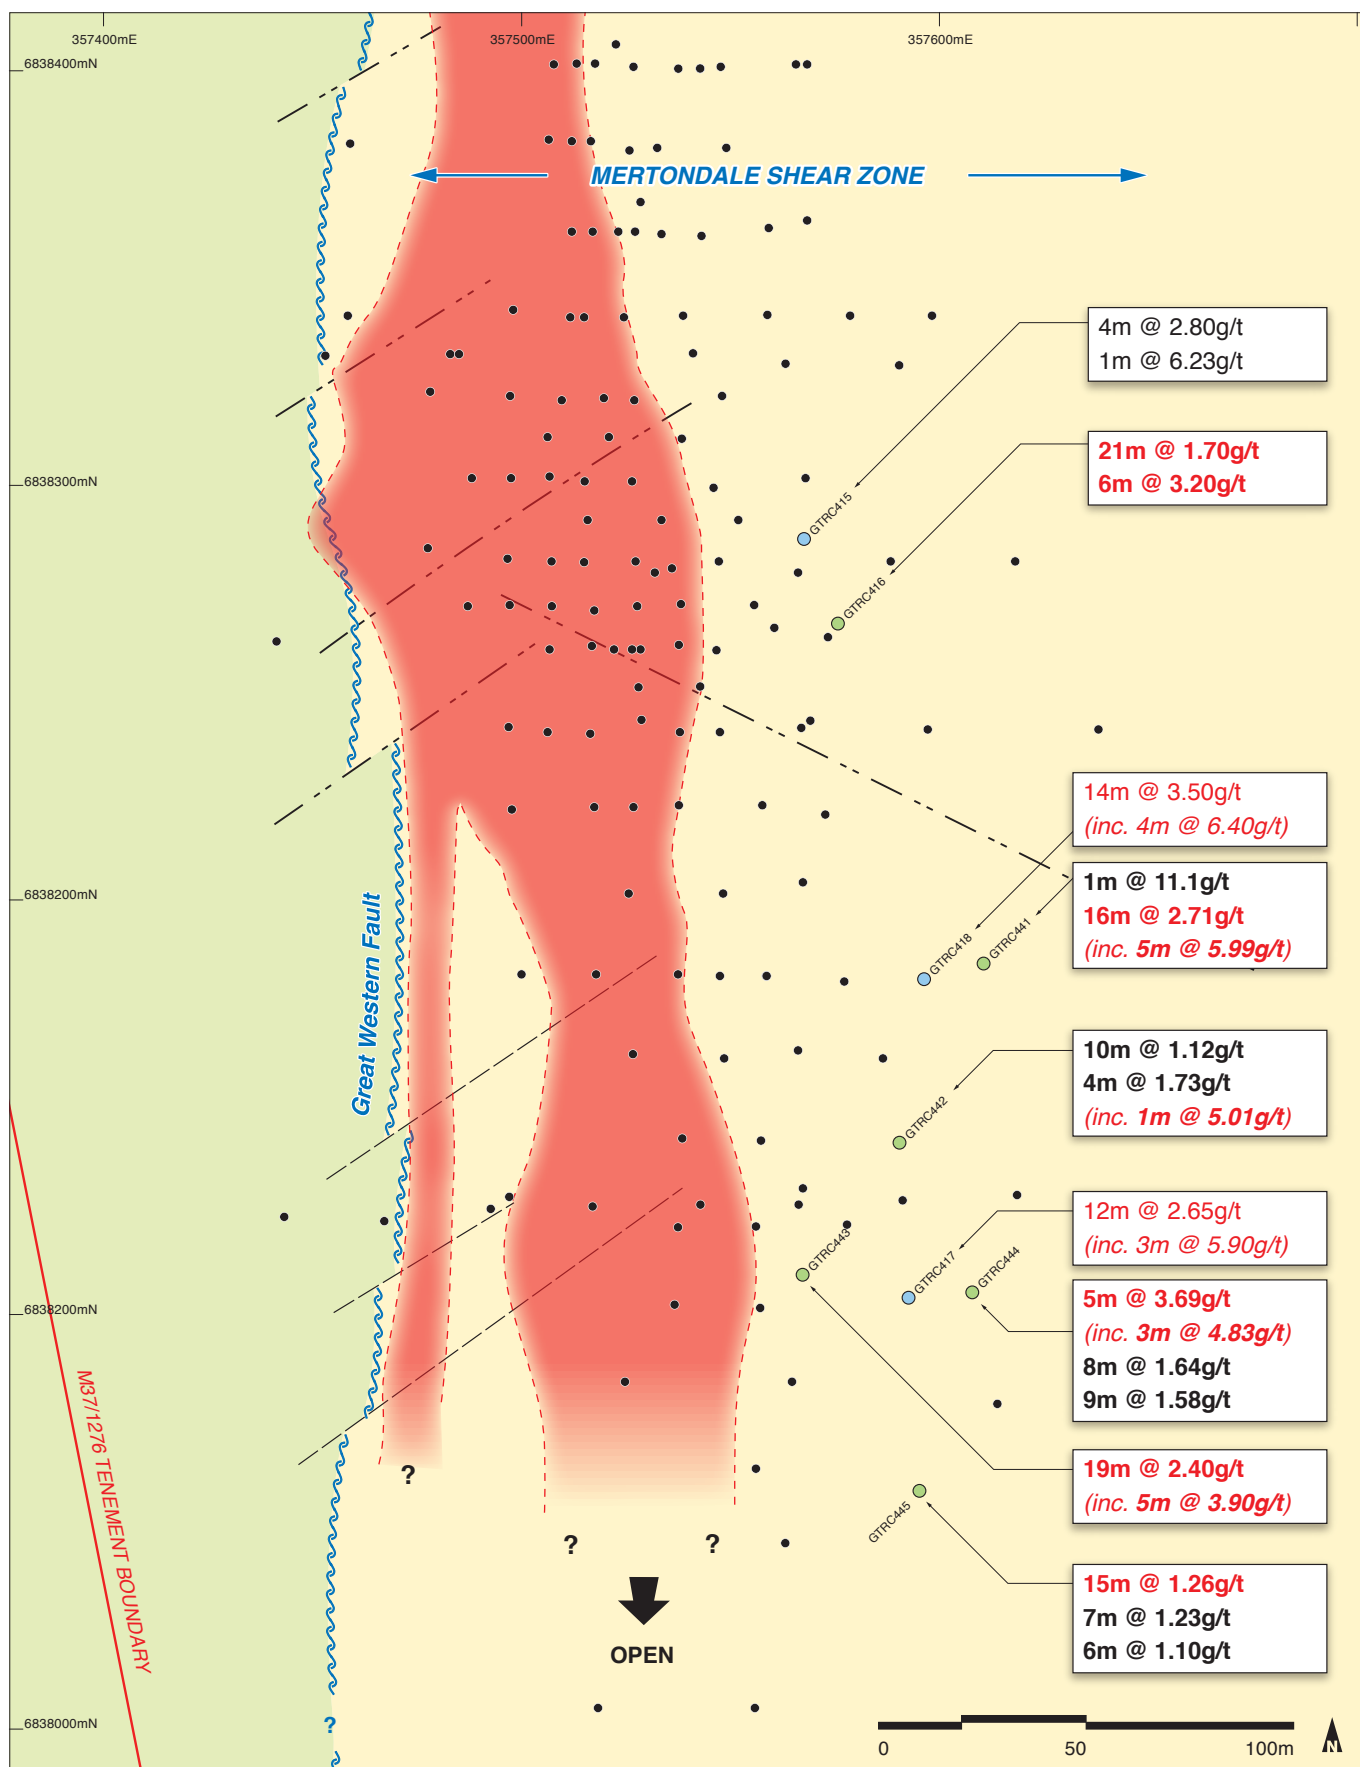 357400mE
357500mE
357600mE
6838400mN
MERTONDALE SHEAR ZONE
4m @ 2.80g/t
1m @ 6.23g/t
21m @ 1.70g/t
6m @ 3.20g/t
6838300mN
GTRC415
GTRC416
14m @ 3.50g/t
(inc. 4m @ 6.40g/t)
6838200mN
1m @ 11.1g/t
16m @ 2.71g/t
(inc. 5m @ 5.99g/t)
GTRC418
GTRC441
Great Western Fault
10m @ 1.12g/t
4m @ 1.73g/t
(inc. 1m @ 5.01g/t)
GTRC442
12m @ 2.65g/t
(inc. 3m @ 5.90g/t)
GTRC443
GTRC417
GTRC444
6838200mN
5m @ 3.69g/t
(inc. 3m @ 4.83g/t)
8m @ 1.64g/t
9m @ 1.58g/t
M37/1276 TENEMENT BOUNDARY
?
19m @ 2.40g/t
(inc. 5m @ 3.90g/t)
GTRC445
? ?
15m @ 1.26g/t
7m @ 1.23g/t
6m @ 1.10g/t
OPEN
6838000mN
?
0 50 100m
N